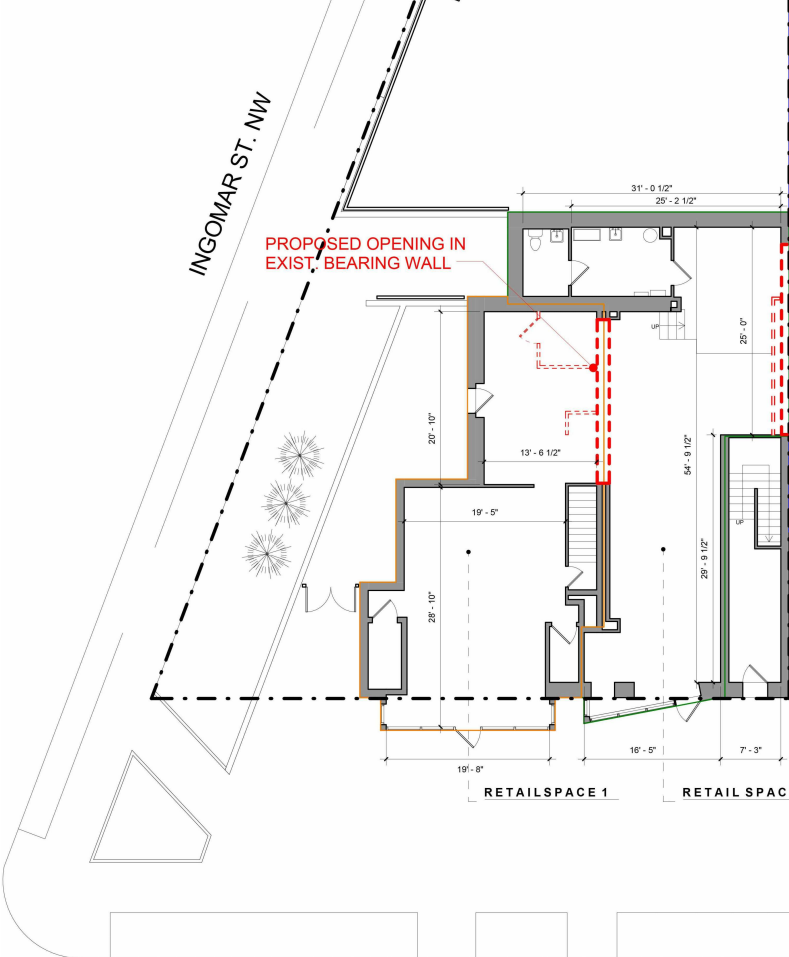 INGOMAR ST. NW
31' - 0 1/2"
25' - 2 1/2"
PROPOSED OPENING IN
EXIST. BEARING WALL
UP
25' - 0"
20' - 10"
13' - 6 1/2"
54' - 9 1/2"
19' - 5"
UP
29' - 9 1/2"
28' - 10"
16' - 5"
7' - 3"
19' - 8"
RETAIL SPACE 1
RETAIL SPAC